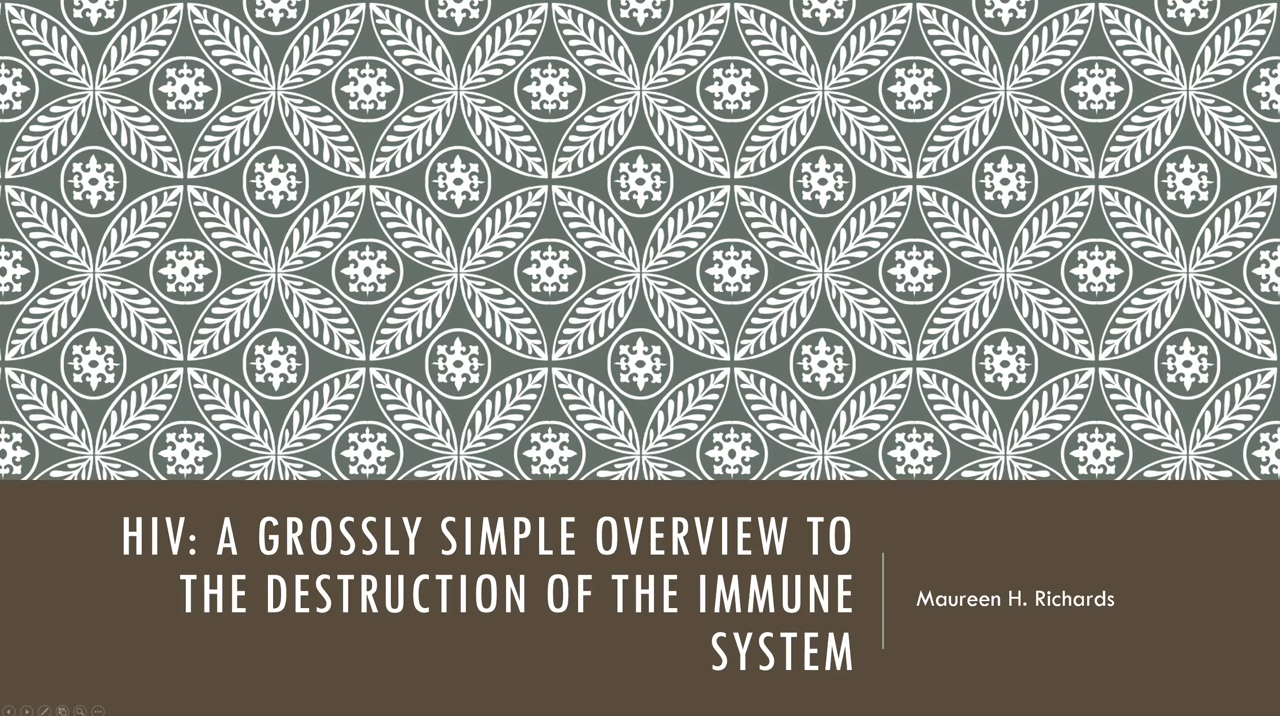 HIV: A GROSSLY SIMPLE OVERVIEW TO
THE DESTRUCTION OF THE IMMUNE
SYSTEM
Maureen H. Richards